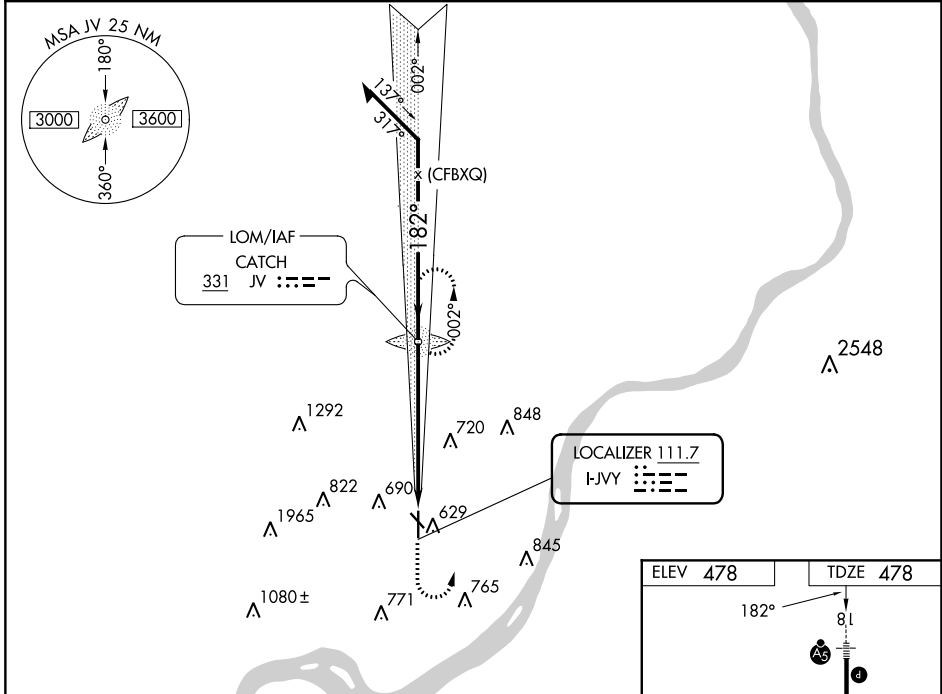 MSA JV 25 NM
180°
3000
3600
360°
002°
137°
317°
(CFBXQ)
182°
LOM/IAF
CATCH
331 JV
002°
2548
1292
720
848
LOCALIZER 111.7
I-JVY
822
690
629
1965
845
1080 ±
771
765
ELEV 478
TDZE 478
182°
18
A5
P